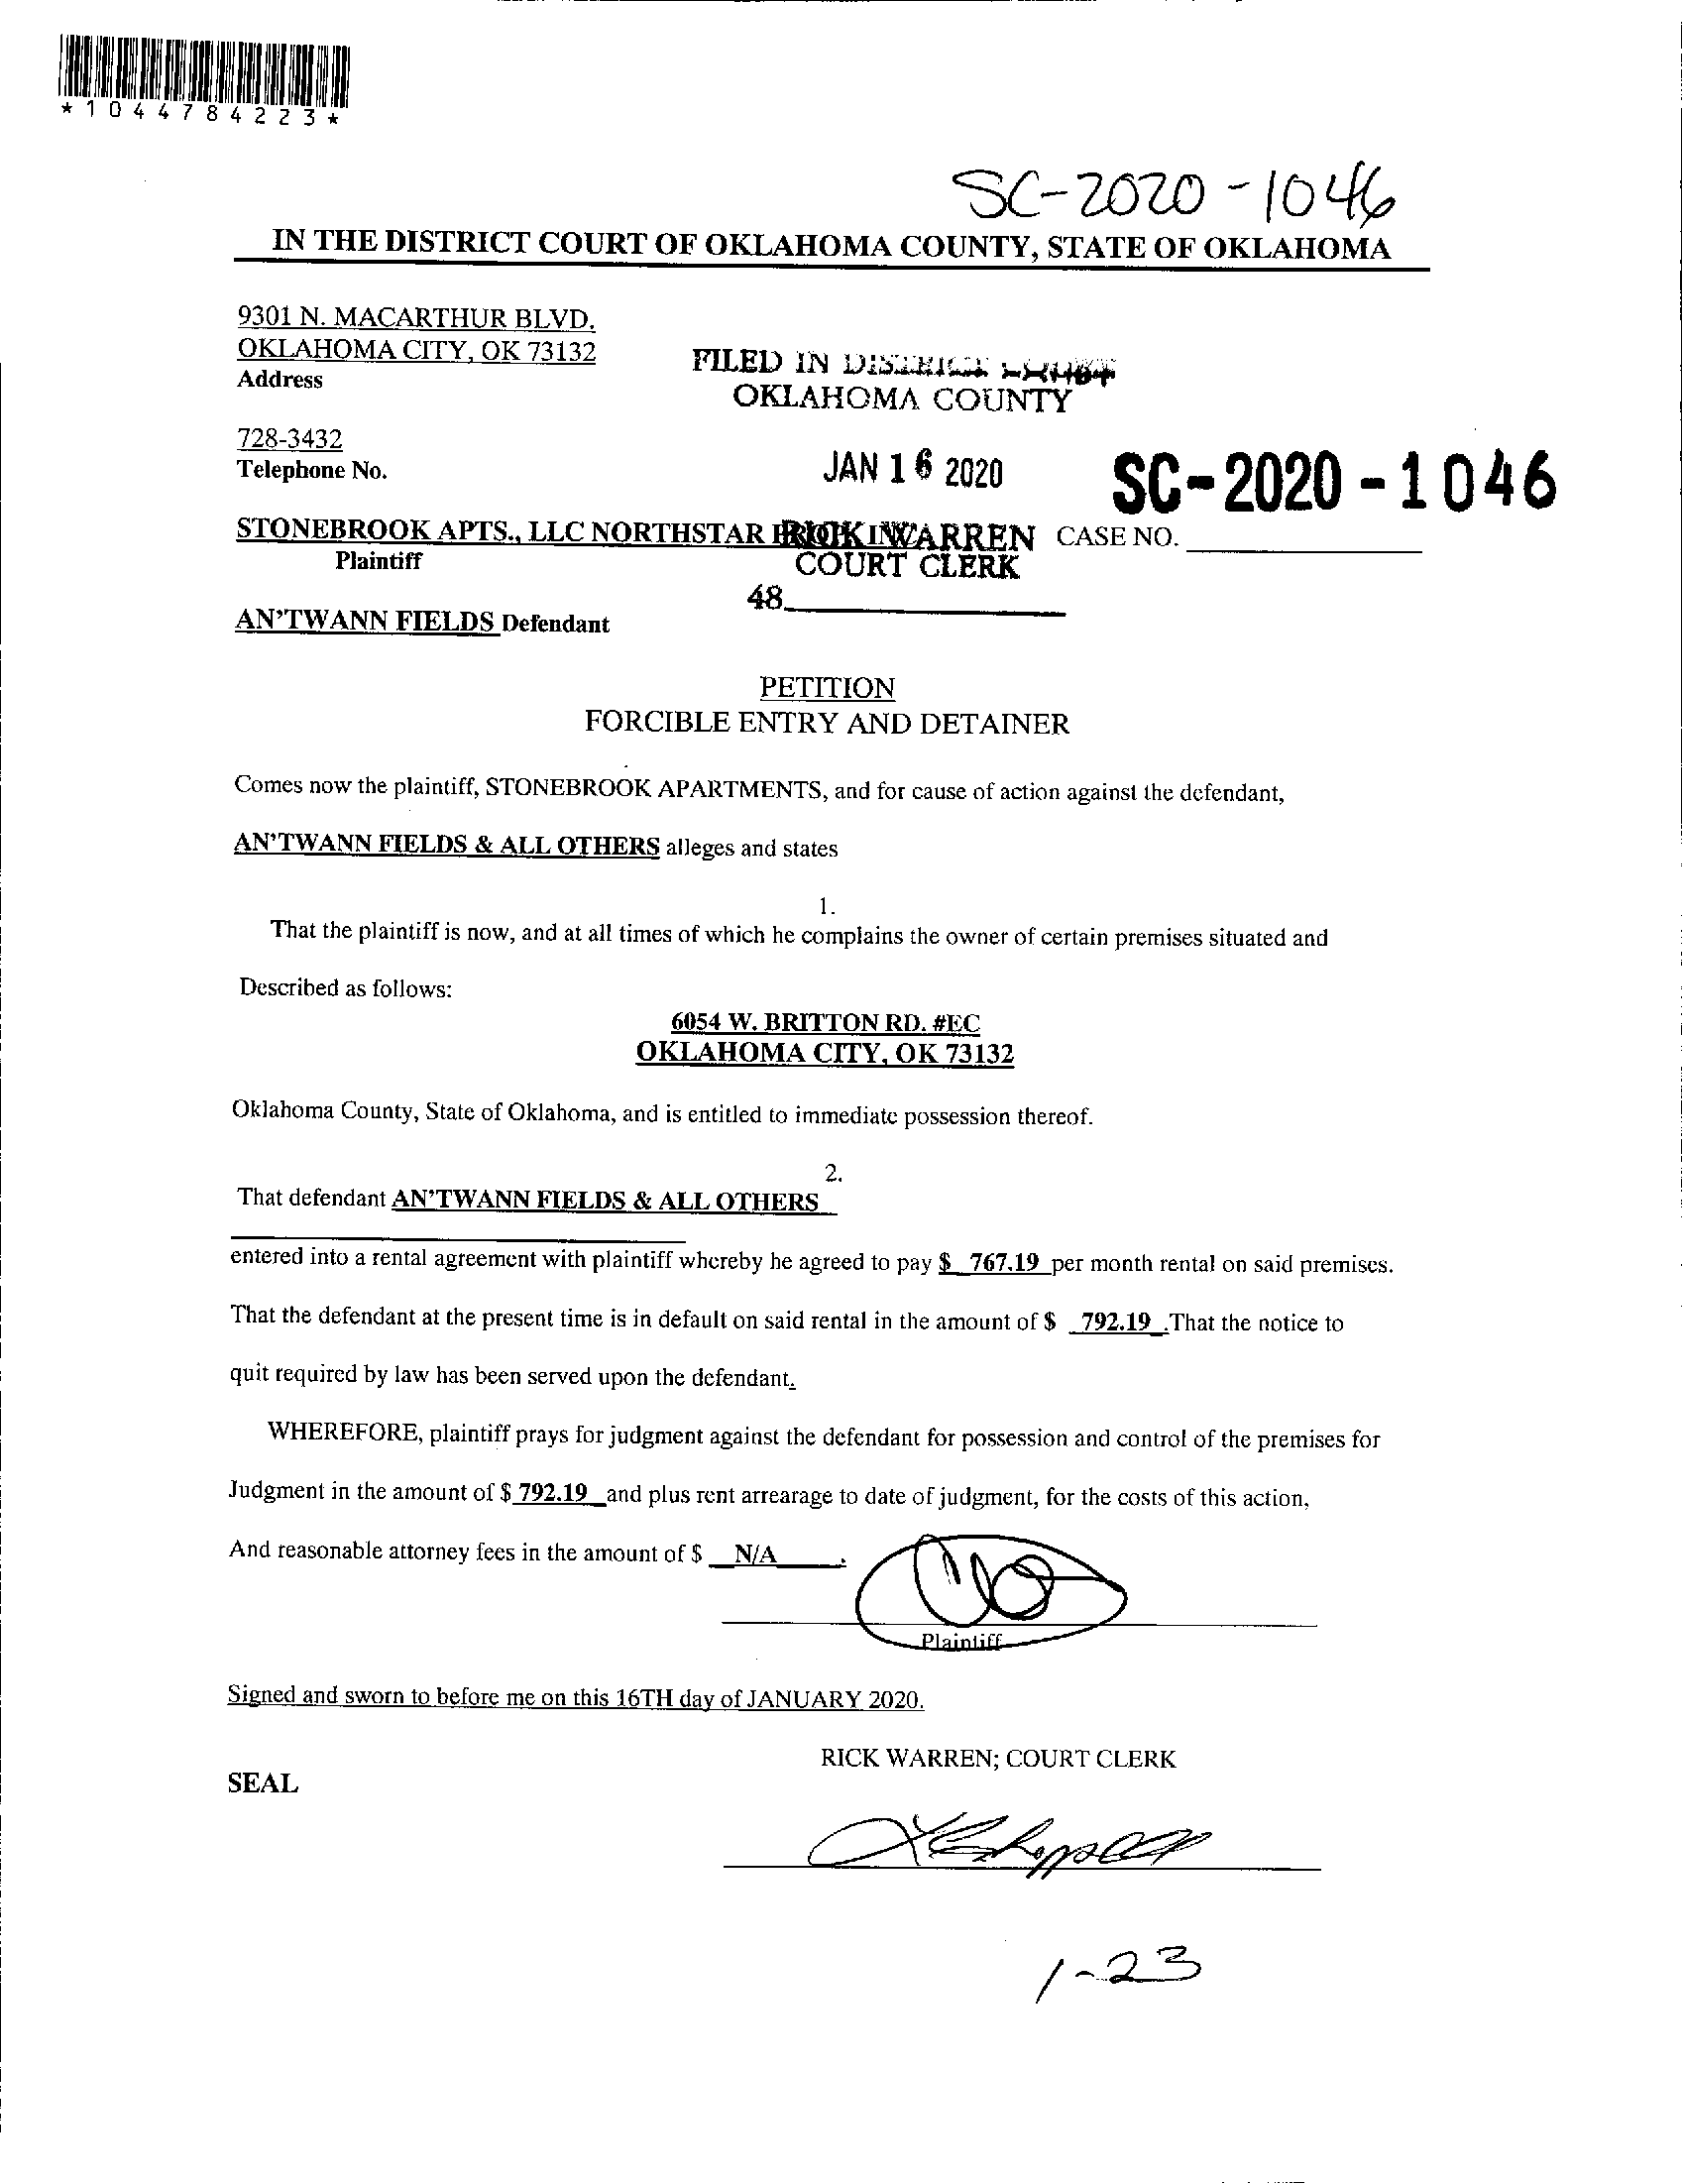 *1044784223*
SC-2020-1046
IN THE DISTRICT COURT OF OKLAHOMA COUNTY, STATE OF OKLAHOMA
9301 N. MACARTHUR BLVD.
OKLAHOMA CITY, OK 73132
Address
FILED IN DISTRICT COURT
OKLAHOMA COUNTY
728-3432
Telephone No.
JAN 16 2020
SC-2020-1046
STONEBROOK APTS., LLC NORTHSTAR
RICK WARREN
CASE NO.
Plaintiff
COURT CLERK
48
AN'TWANN FIELDS Defendant
PETITION
FORCIBLE ENTRY AND DETAINER
Comes now the plaintiff, STONEBROOK APARTMENTS, and for cause of action against the defendant,
AN'TWANN FIELDS & ALL OTHERS alleges and states
1.
That the plaintiff is now, and at all times of which he complains the owner of certain premises situated and
Described as follows:
6054 W. BRITTON RD. #EC
OKLAHOMA CITY, OK 73132
Oklahoma County, State of Oklahoma, and is entitled to immediate possession thereof.
2.
That defendant AN'TWANN FIELDS & ALL OTHERS
entered into a rental agreement with plaintiff whereby he agreed to pay $ 767.19 per month rental on said premises.
That the defendant at the present time is in default on said rental in the amount of $ 792.19 .That the notice to
quit required by law has been served upon the defendant.
WHEREFORE, plaintiff prays for judgment against the defendant for possession and control of the premises for
Judgment in the amount of $ 792.19 and plus rent arrearage to date of judgment, for the costs of this action,
And reasonable attorney fees in the amount of $ N/A .
Plaintiff
Signed and sworn to before me on this 16TH day of JANUARY 2020.
RICK WARREN; COURT CLERK
SEAL
1-23